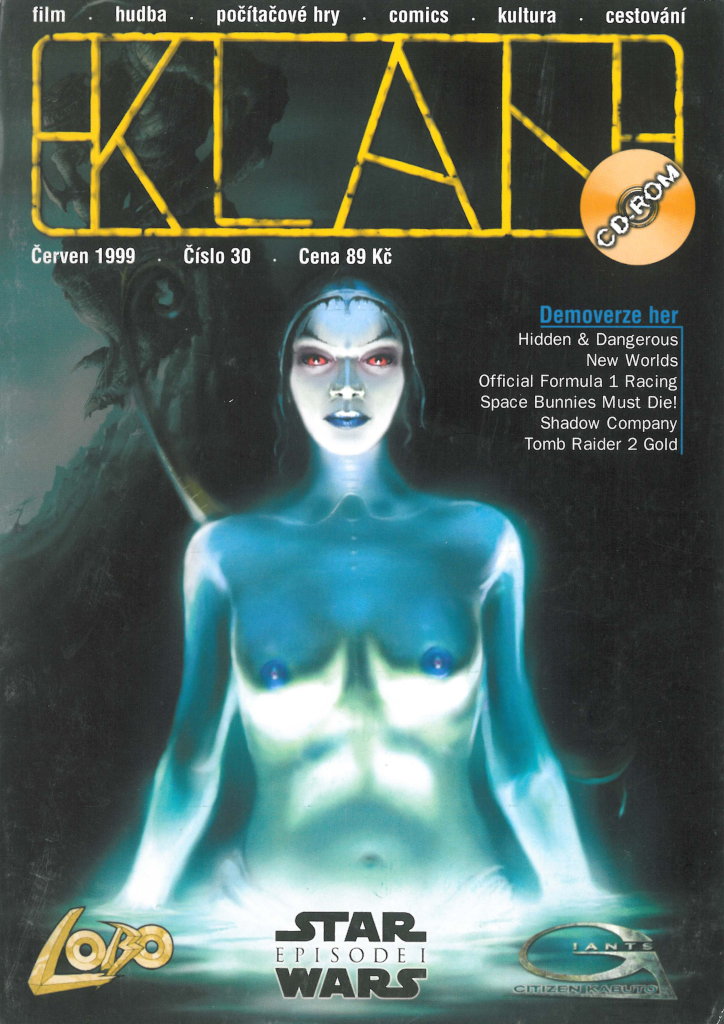 film . hudba . počítačové hry . comics . kultura . cestování
KLAN
CD-ROM
Červen 1999 . Číslo 30 . Cena 89 Kč
Demoverze her
Hidden & Dangerous
New Worlds
Official Formula 1 Racing
Space Bunnies Must Die!
Shadow Company
Tomb Raider 2 Gold
LOBO
STAR
EPISODE I
WARS
GIANTS
CITIZEN KABUTO